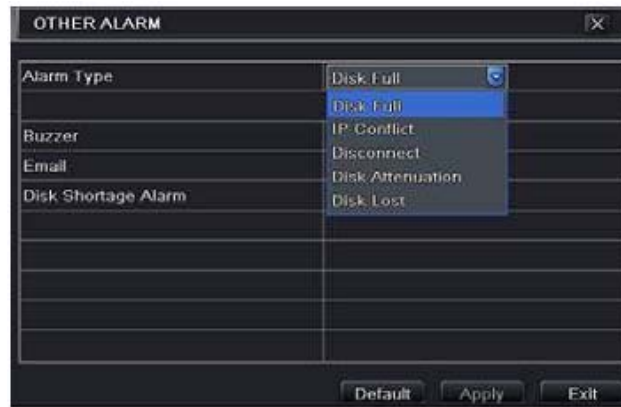 OTHER ALARM X
Alarm Type Disk Full
Disk Full
Buzzer IP Conflict
Disconnect
Email Disk Attenuation
Disk Shortage Alarm Disk Lost
Default Apply Exit